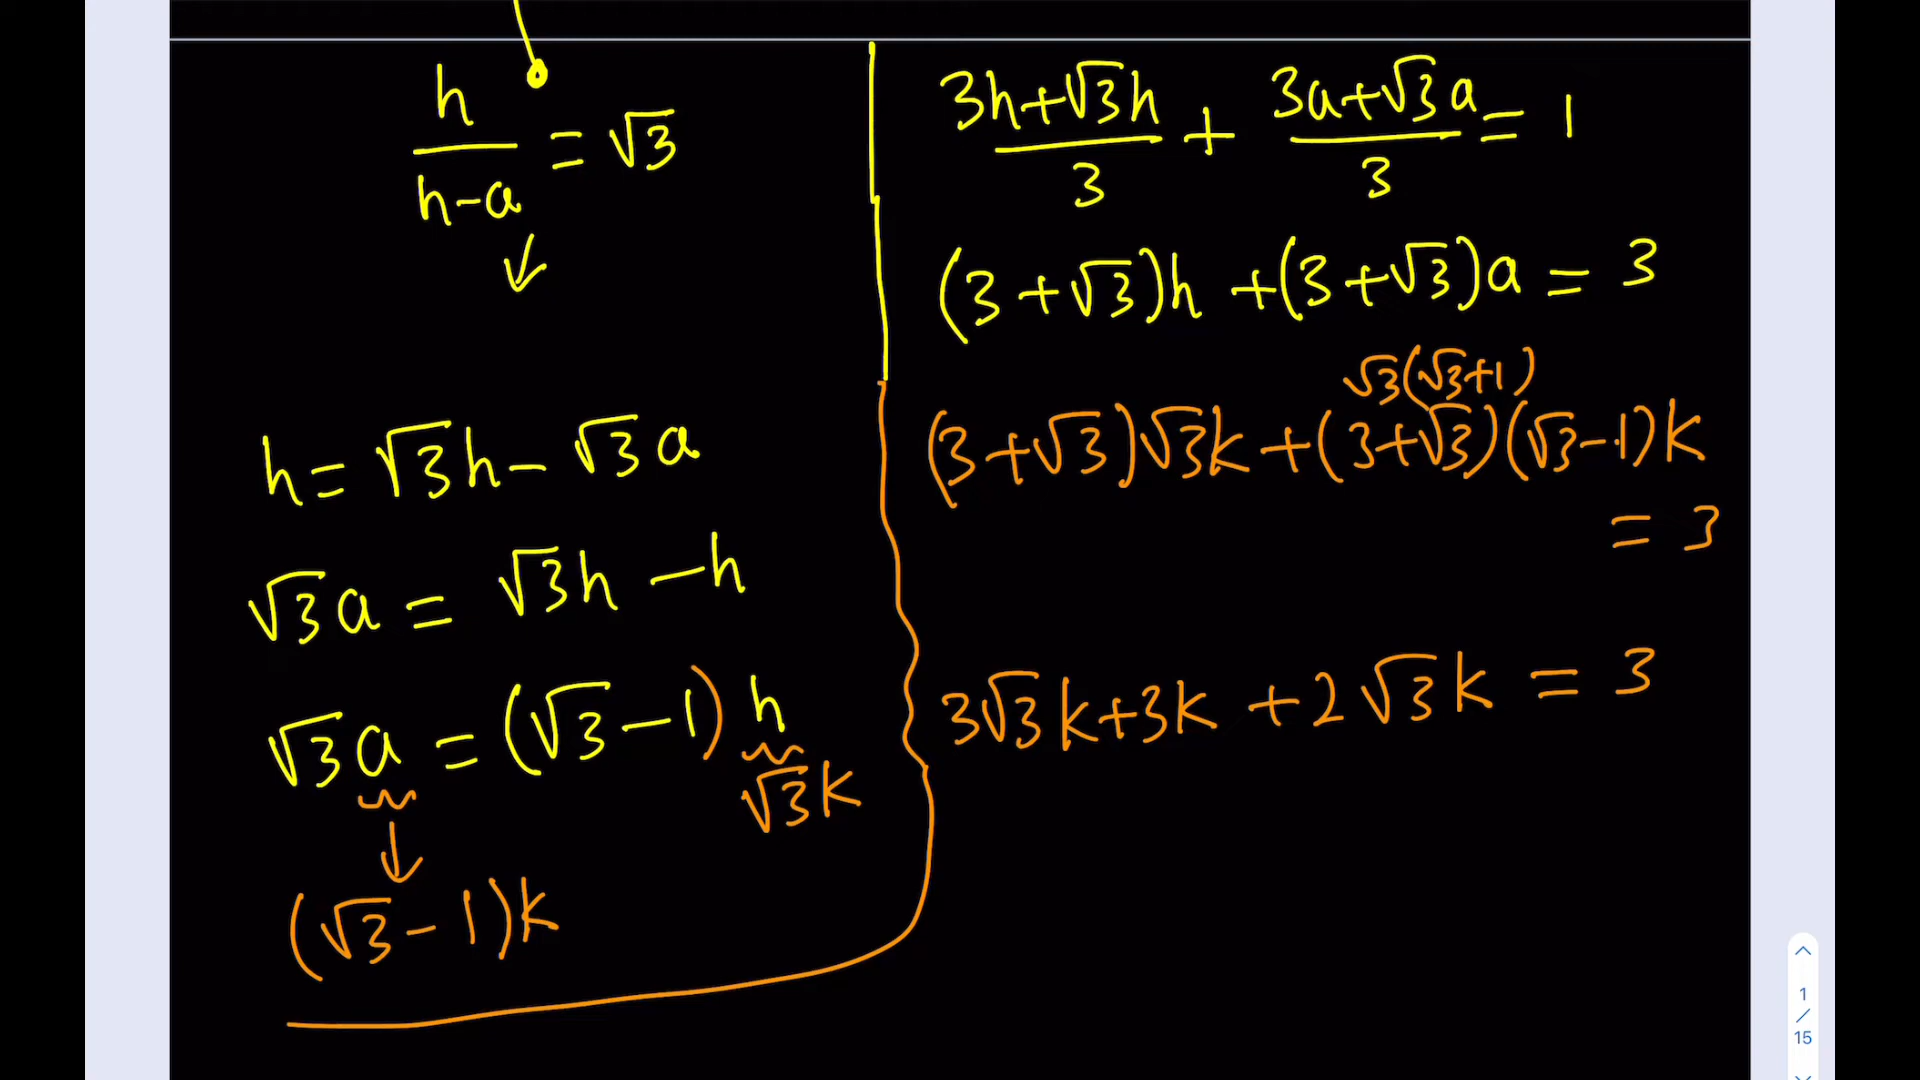 h/(h-a) = √3
h = √3h - √3a
√3a = √3h - h
√3a = (√3-1)h
√3k
(√3-1)k
(3h+√3h)/3 + (3a+√3a)/3 = 1
(3+√3)h + (3+√3)a = 3
√3(√3+1)
(3+√3)√3k + (3+√3)(√3-1)k
= 3
3√3k + 3k + 2√3k = 3
1
/
15